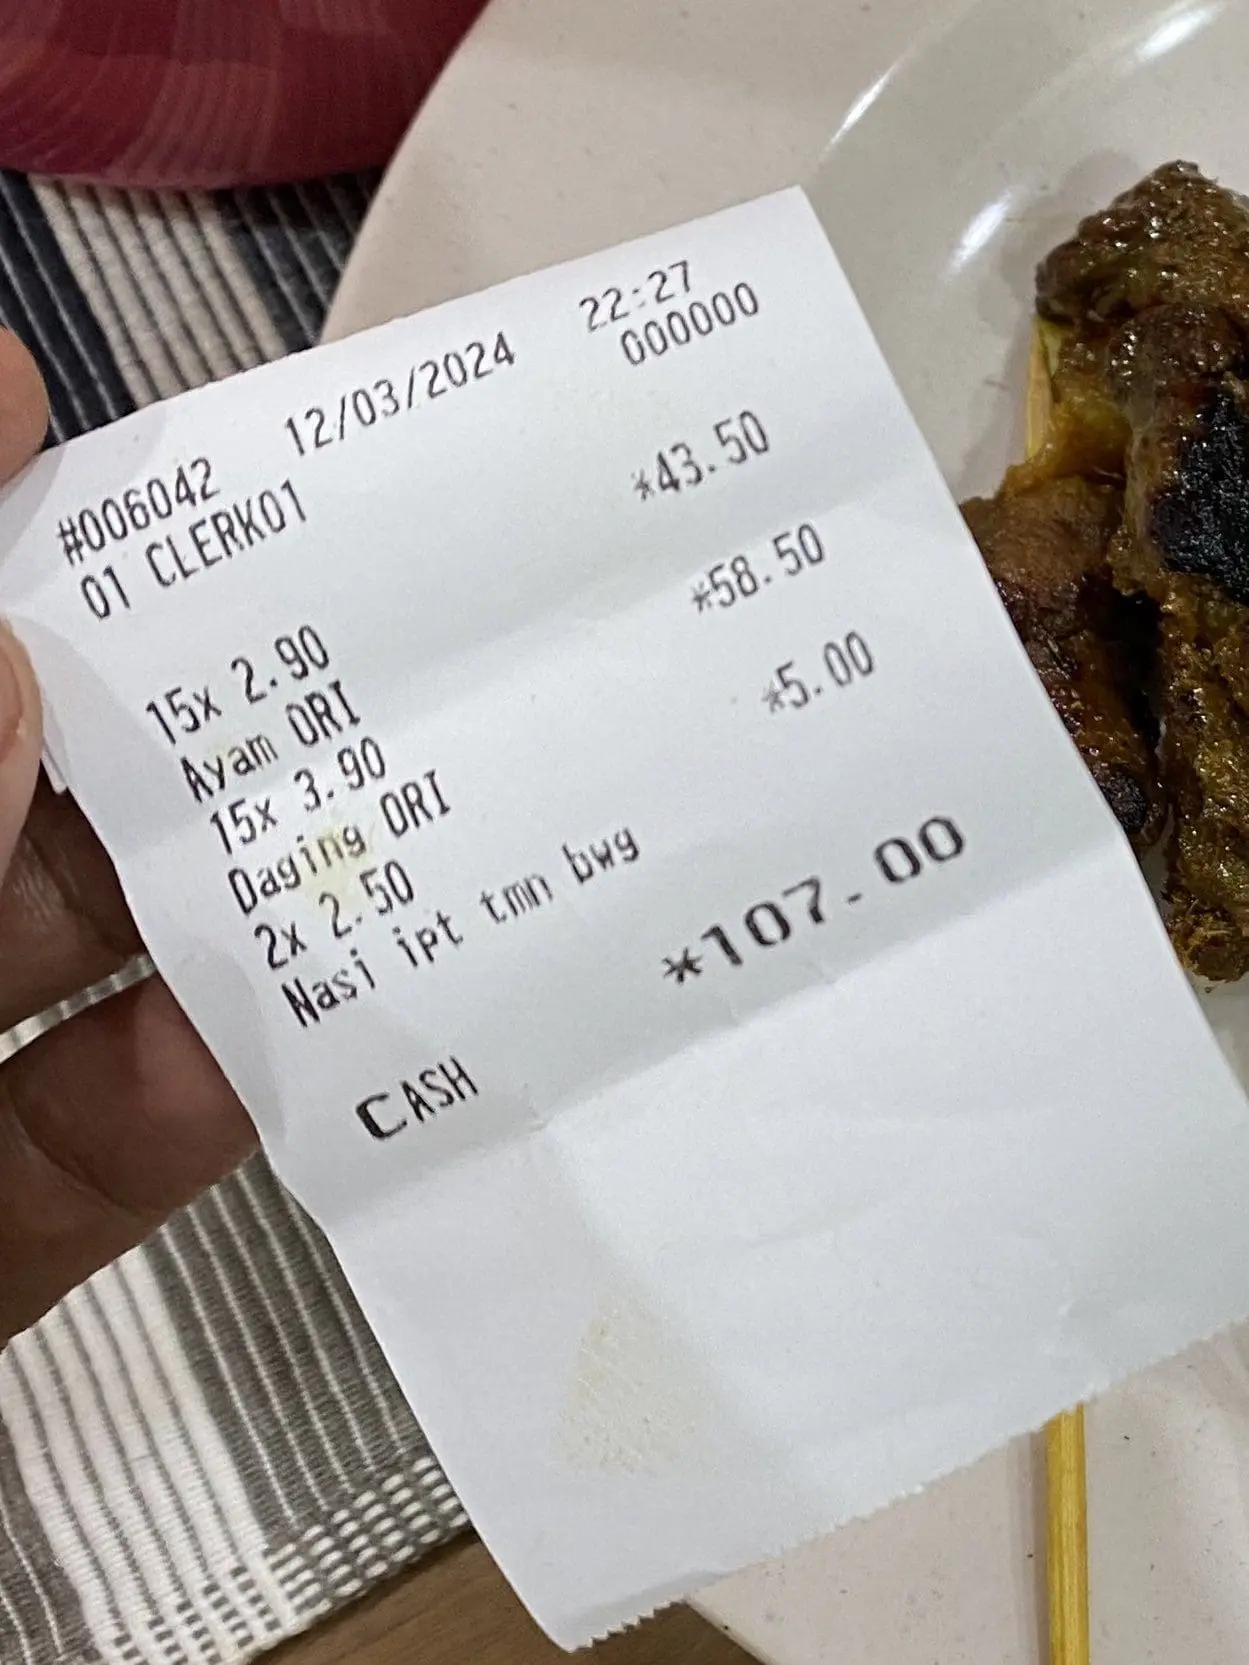 #006042 12/03/2024 22:27
01 CLERK01 000000
15x 2.90 *43.50
Ayam ORI
15x 3.90 *58.50
Daging ORI
2x 2.50 *5.00
Nasi ipt tmn bwg
*107.00
CASH